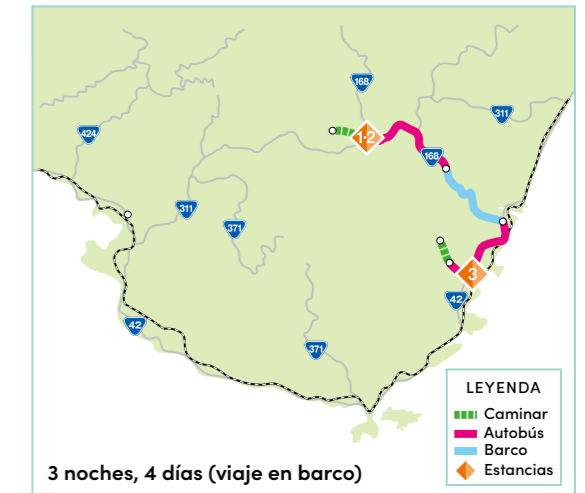 168
311
424
1·2
168
311
371
3
42
42
371
LEYENDA
Caminar
Autobús
Barco
Estancias
3 noches, 4 días (viaje en barco)